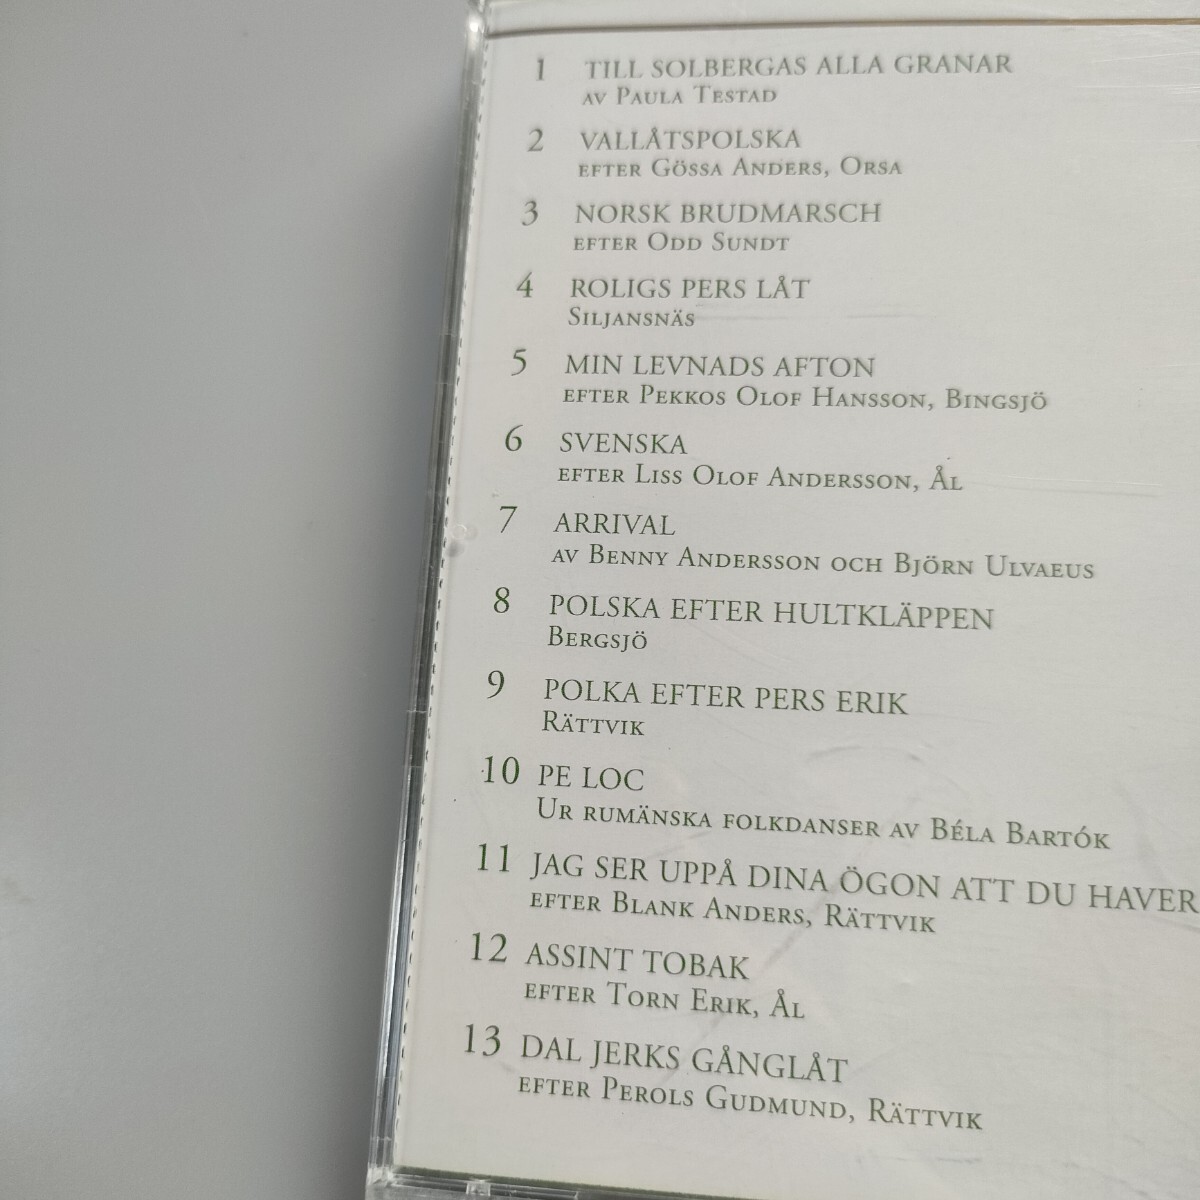 1 TILL SOLBERGAS ALLA GRANAR
AV PAULA TESTAD
2 VALLÅTSPOLSKA
EFTER GÖSSA ANDERS, ORSA
3 NORSK BRUDMARSCH
EFTER ODD SUNDT
4 ROLIGS PERS LÅT
SILJANSNÄS
5 MIN LEVNADS AFTON
EFTER PEKKOS OLOF HANSSON, BINGSJÖ
6 SVENSKA
EFTER LISS OLOF ANDERSSON, ÅL
7 ARRIVAL
AV BENNY ANDERSSON OCH BJÖRN ULVAEUS
8 POLSKA EFTER HULTKLÄPPEN
BERGSJÖ
9 POLKA EFTER PERS ERIK
RÄTTVIK
10 PE LOC
UR RUMÄNSKA FOLKDANSER AV BÉLA BARTÓK
11 JAG SER UPPÅ DINA ÖGON ATT DU HAVER
EFTER BLANK ANDERS, RÄTTVIK
12 ASSINT TOBAK
EFTER TORN ERIK, ÅL
13 DAL JERKS GÅNGLÅT
EFTER PEROLS GUDMUND, RÄTTVIK